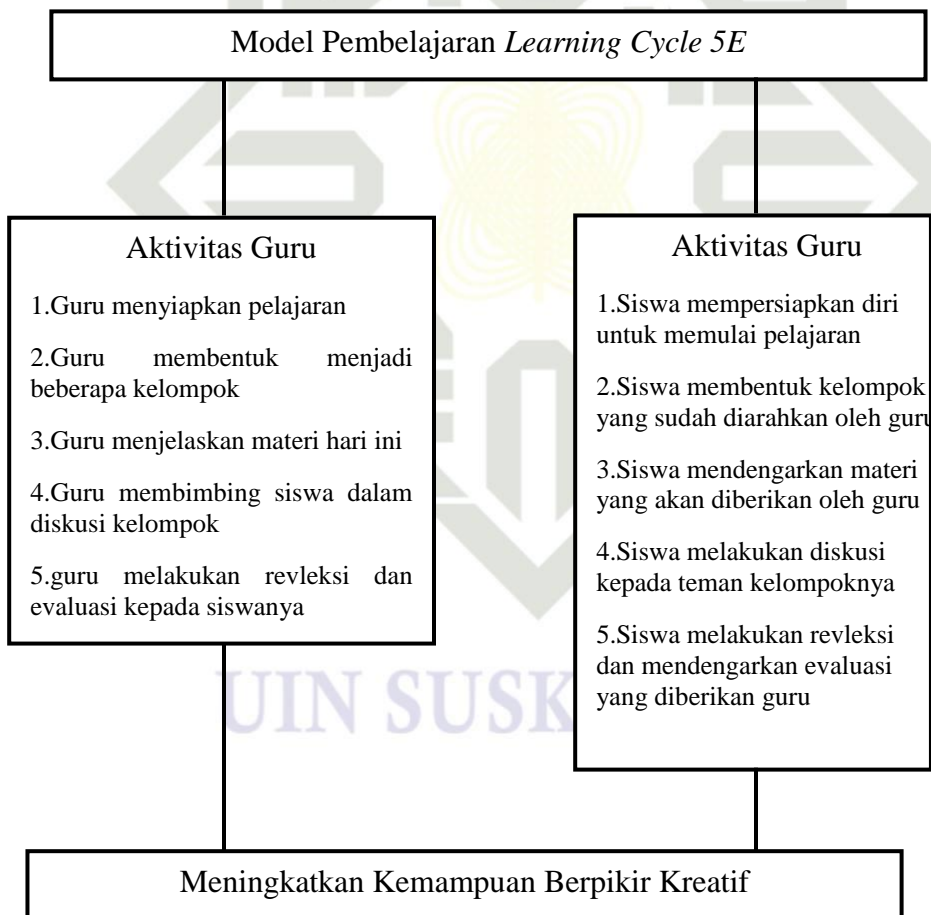 Model Pembelajaran Learning Cycle 5E
Aktivitas Guru
1.Guru menyiapkan pelajaran
2.Guru membentuk menjadi
beberapa kelompok
3.Guru menjelaskan materi hari ini
4.Guru membimbing siswa dalam
diskusi kelompok
5.guru melakukan revleksi dan
evaluasi kepada siswanya
Aktivitas Guru
1.Siswa mempersiapkan diri
untuk memulai pelajaran
2.Siswa membentuk kelompok
yang sudah diarahkan oleh guru
3.Siswa mendengarkan materi
yang akan diberikan oleh guru
4.Siswa melakukan diskusi
kepada teman kelompoknya
5.Siswa melakukan revleksi
dan mendengarkan evaluasi
yang diberikan guru
UIN SUSK
Meningkatkan Kemampuan Berpikir Kreatif